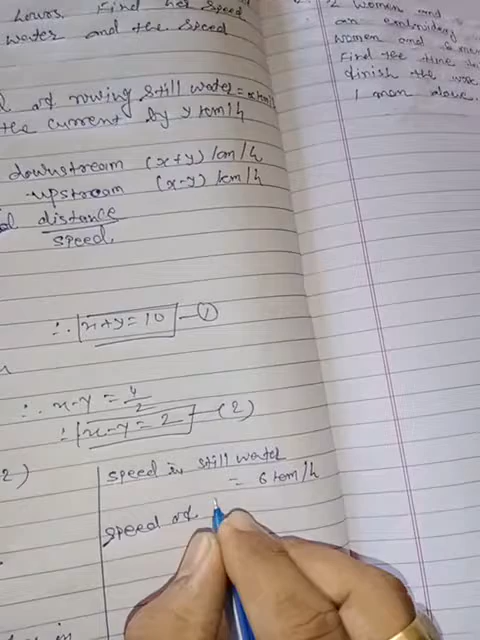 hours. Find her speed
water and the speed
of rowing still water = x km/h
the current by y km/h
downstream (x+y) km/h
upstream (x-y) km/h
distance
speed.
∴ x+y = 10 — ①
∴ x-y = 4/2
∴ x-y = 2 — (2)
2)
speed in still water
= 6 km/h
speed of
in
2 women and
an embroidery
women and
Find the time
finish the work
1 man alone.